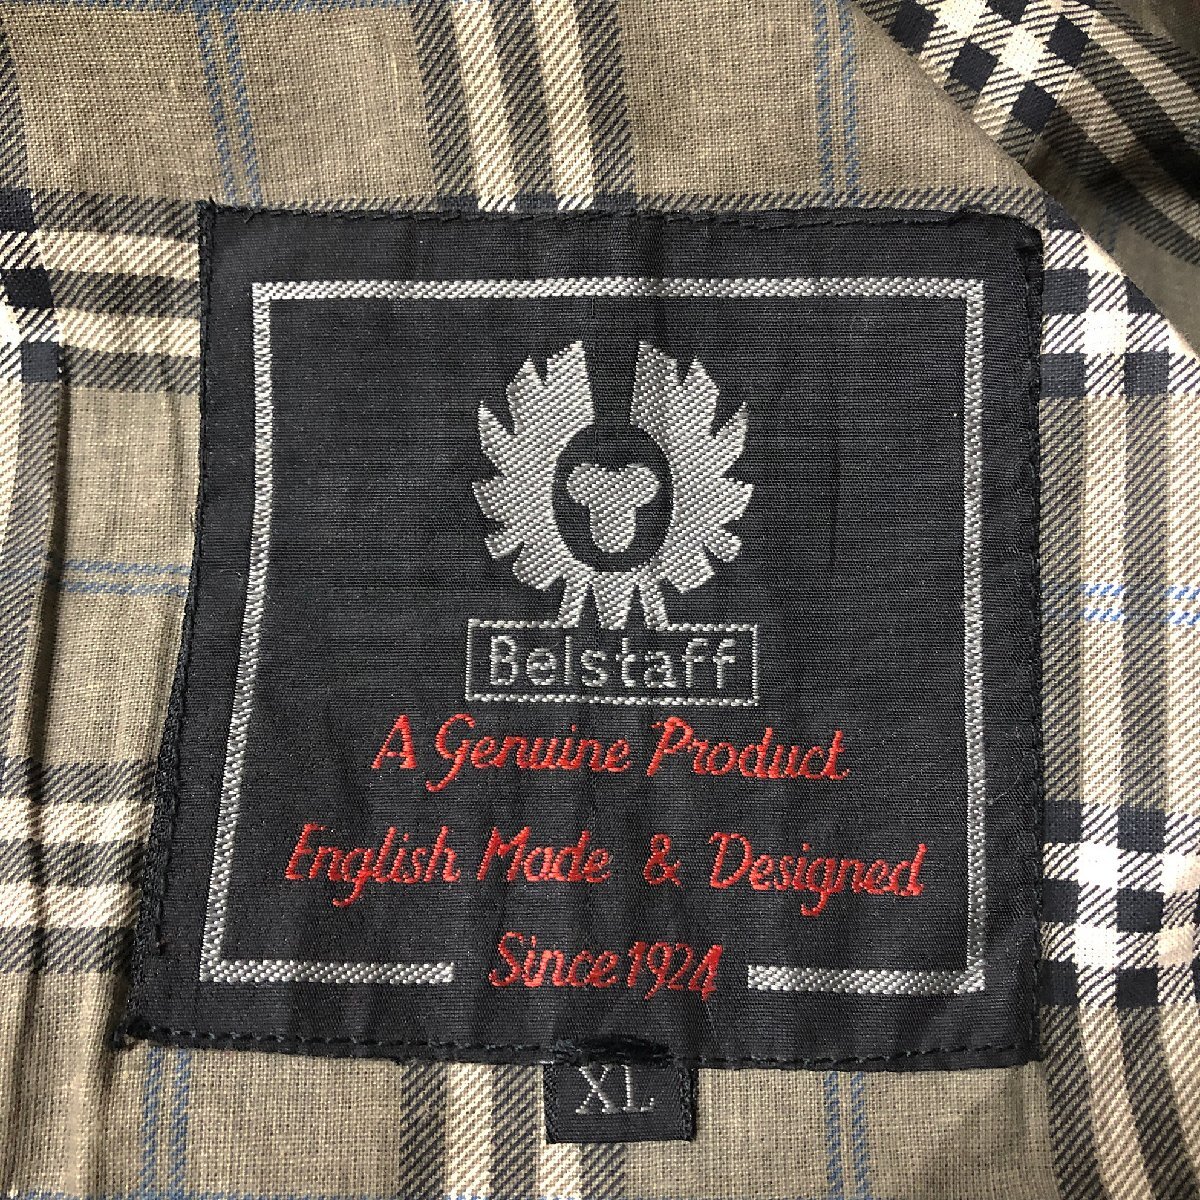 Belstaff
A Genuine Product
English Made & Designed
Since 1924
XL